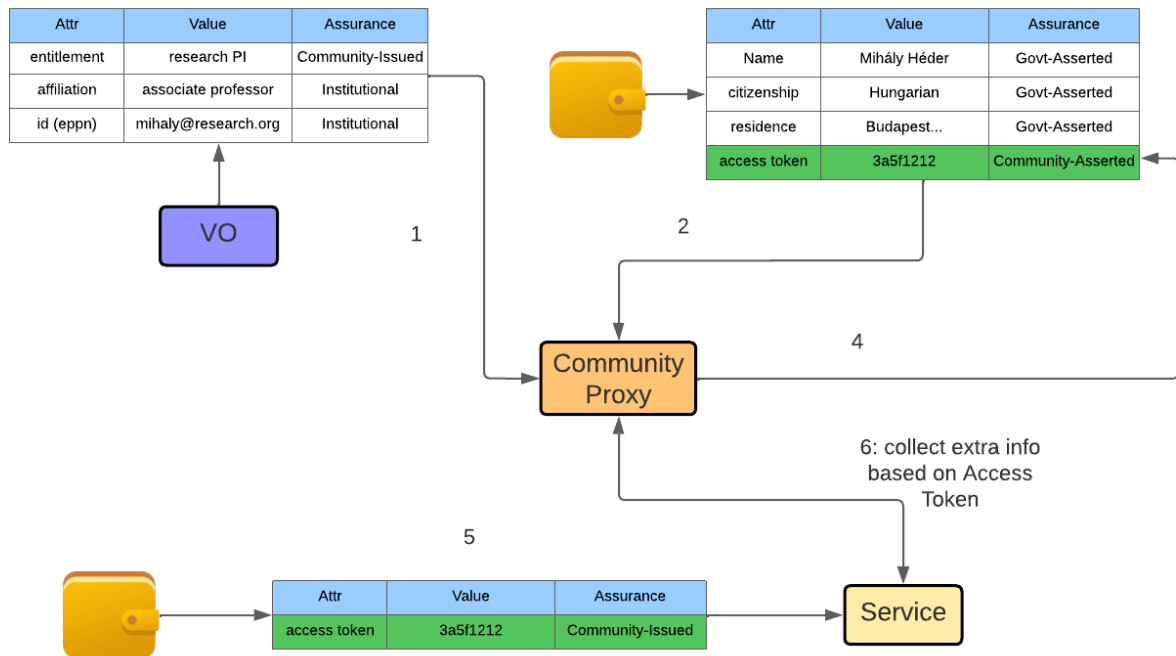 Attr Value Assurance
entitlement research PI Community-Issued
affiliation associate professor Institutional
id (eppn) mihaly@research.org Institutional
VO
1
Attr Value Assurance
Name Mihály Héder Govt-Asserted
citizenship Hungarian Govt-Asserted
residence Budapest... Govt-Asserted
access token 3a5f1212 Community-Asserted
2
Community
Proxy
4
6: collect extra info
based on Access
Token
5
Attr Value Assurance
access token 3a5f1212 Community-Issued
Service